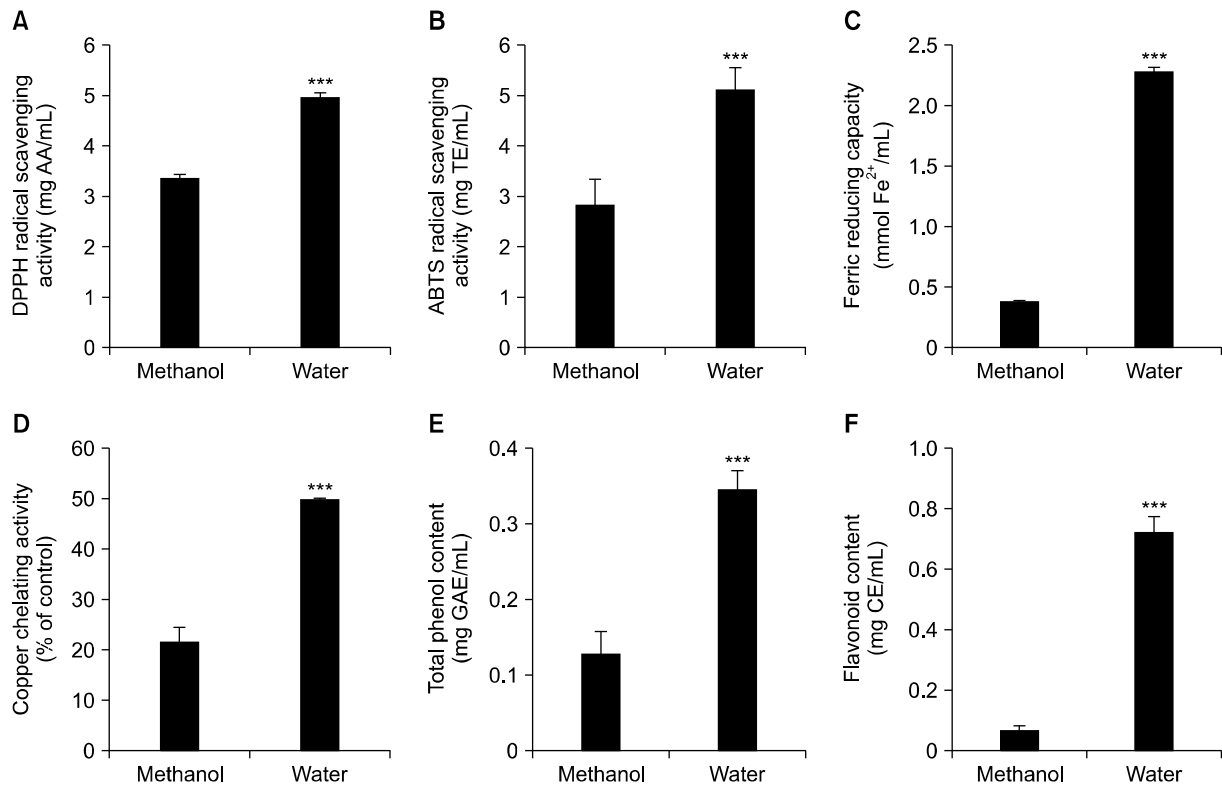 A
DPPH radical scavenging
activity (mg AA/mL)
6
5
4
3
2
1
0
***
Methanol
Water
B
ABTS radical scavenging
activity (mg TE/mL)
6
5
4
3
2
1
0
***
Methanol
Water
C
Ferric reducing capacity
(mmol Fe²⁺/mL)
2.5
2.0
1.5
1.0
0.5
0
***
Methanol
Water
D
Copper chelating activity
(% of control)
60
50
40
30
20
10
0
***
Methanol
Water
E
Total phenol content
(mg GAE/mL)
0.4
0.3
0.2
0.1
0
***
Methanol
Water
F
Flavonoid content
(mg CE/mL)
1.0
0.8
0.6
0.4
0.2
0
***
Methanol
Water